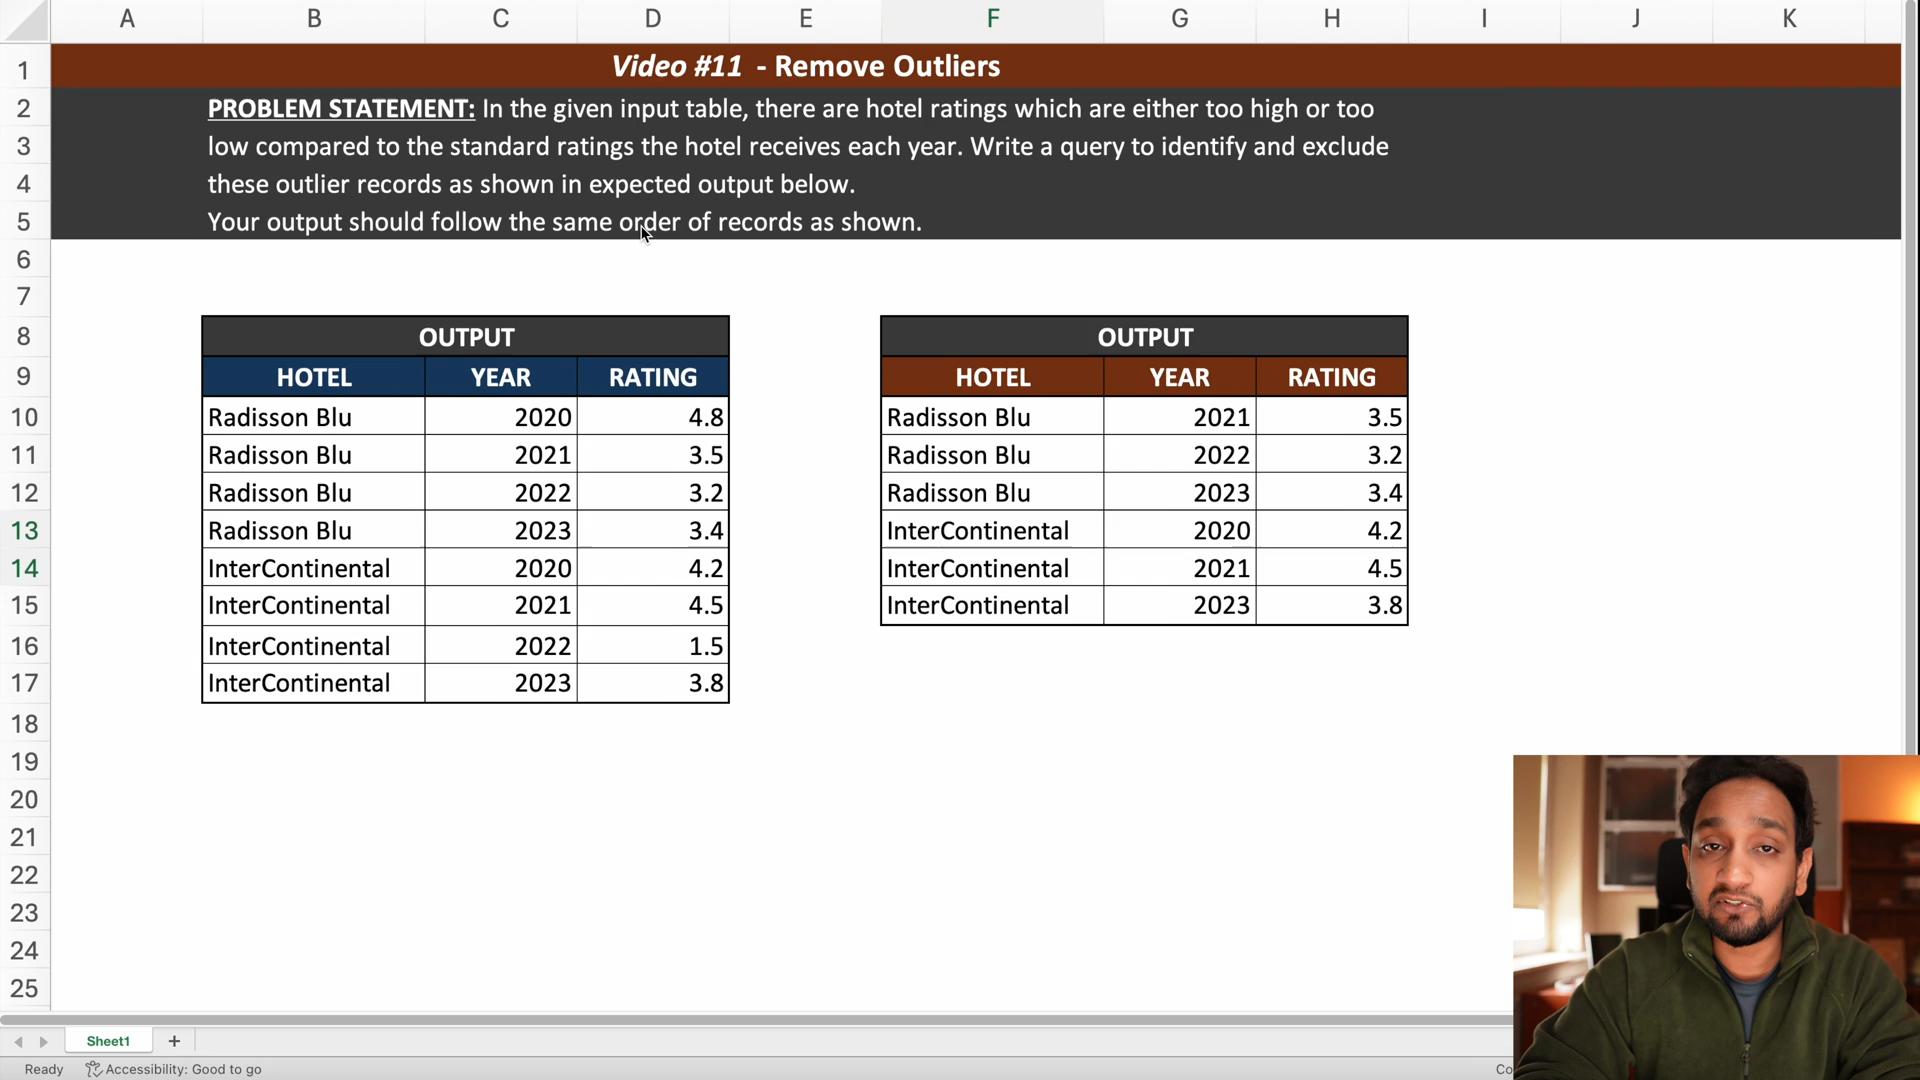 A B C D E F G H I J K
1 Video #11 - Remove Outliers
2 PROBLEM STATEMENT: In the given input table, there are hotel ratings which are either too high or too
3 low compared to the standard ratings the hotel receives each year. Write a query to identify and exclude
4 these outlier records as shown in expected output below.
5 Your output should follow the same order of records as shown.
6
7
8 OUTPUT OUTPUT
9 HOTEL YEAR RATING HOTEL YEAR RATING
10 Radisson Blu 2020 4.8 Radisson Blu 2021 3.5
11 Radisson Blu 2021 3.5 Radisson Blu 2022 3.2
12 Radisson Blu 2022 3.2 Radisson Blu 2023 3.4
13 Radisson Blu 2023 3.4 InterContinental 2020 4.2
14 InterContinental 2020 4.2 InterContinental 2021 4.5
15 InterContinental 2021 4.5 InterContinental 2023 3.8
16 InterContinental 2022 1.5
17 InterContinental 2023 3.8
18
19
20
21
22
23
24
25
Sheet1 +
Ready Accessibility: Good to go Co